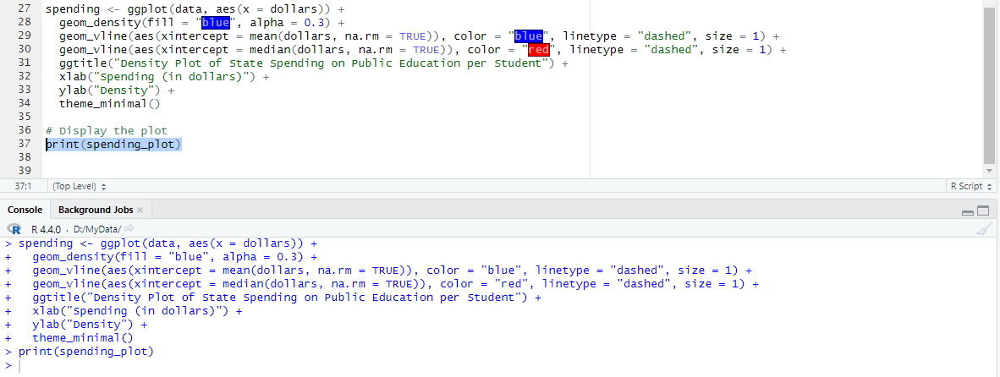 27 spending <- ggplot(data, aes(x = dollars)) +
28   geom_density(fill = "blue", alpha = 0.3) +
29   geom_vline(aes(xintercept = mean(dollars, na.rm = TRUE)), color = "blue", linetype = "dashed", size = 1) +
30   geom_vline(aes(xintercept = median(dollars, na.rm = TRUE)), color = "red", linetype = "dashed", size = 1) +
31   ggtitle("Density Plot of State Spending on Public Education per Student") +
32   xlab("Spending (in dollars)") +
33   ylab("Density") +
34   theme_minimal()
35
36 # Display the plot
37 print(spending_plot)
38
39
37:1 (Top Level) R Script
Console Background Jobs
R 4.4.0 · D:/MyData/
> spending <- ggplot(data, aes(x = dollars)) +
+   geom_density(fill = "blue", alpha = 0.3) +
+   geom_vline(aes(xintercept = mean(dollars, na.rm = TRUE)), color = "blue", linetype = "dashed", size = 1) +
+   geom_vline(aes(xintercept = median(dollars, na.rm = TRUE)), color = "red", linetype = "dashed", size = 1) +
+   ggtitle("Density Plot of State Spending on Public Education per Student") +
+   xlab("Spending (in dollars)") +
+   ylab("Density") +
+   theme_minimal()
> print(spending_plot)
>